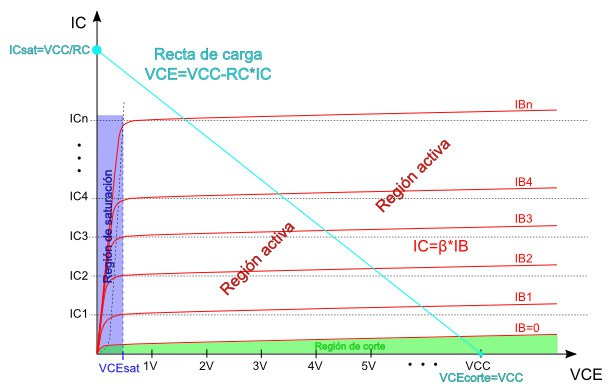 IC
ICsat=VCC/RC
Recta de carga
VCE=VCC-RC*IC
ICn
IBn
Región de saturación
Región activa
IC4
IB4
IC3
IB3
Región activa
IC=β*IB
IC2
IB2
IC1
IB1
IB=0
Región de corte
VCEsat
1V
2V
3V
4V
5V
VCC
VCE
VCEcorte=VCC